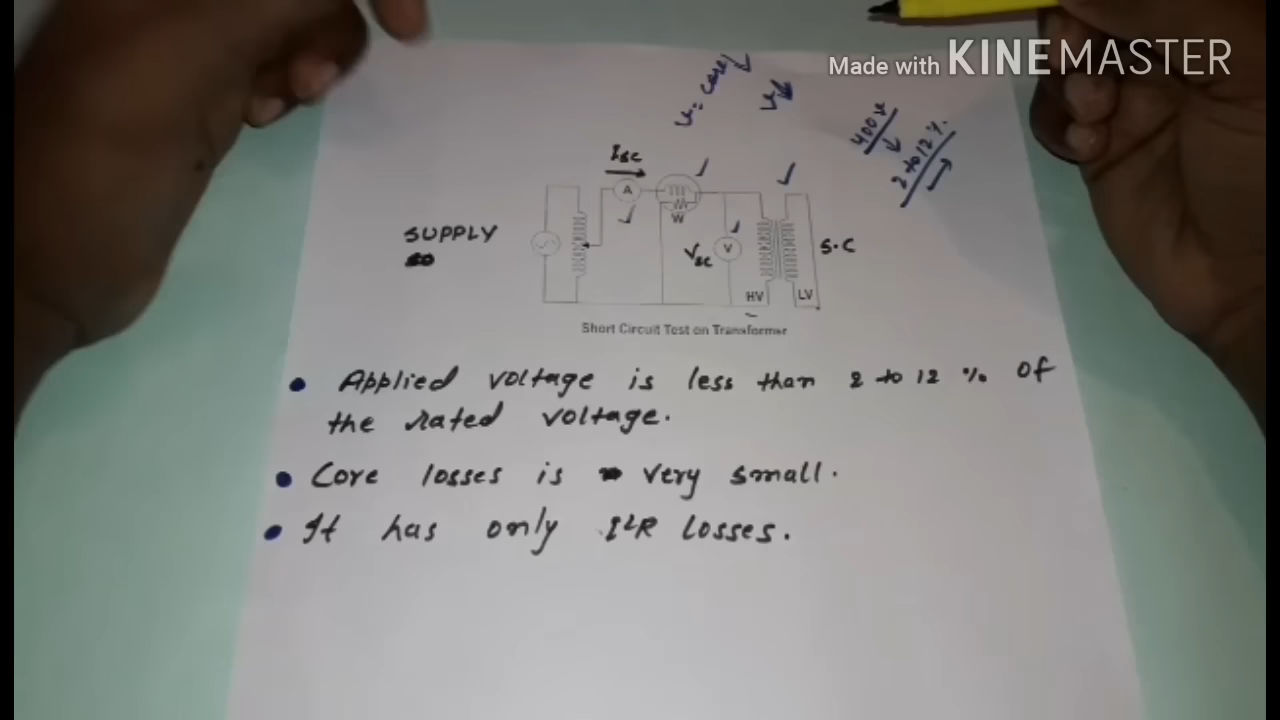 Made with KINEMASTER
V = core
V
400 v
2 to 12 %.
Isc
A
W
SUPPLY
Vsc
V
S.C
HV
LV
Short Circuit Test on Transformer
• Applied voltage is less than 2 to 12 % of
the rated voltage.
• Core losses is very small.
• It has only I²R losses.